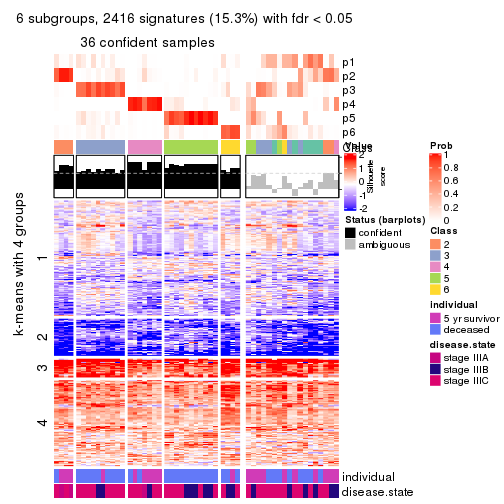 6 subgroups, 2416 signatures (15.3%) with fdr < 0.05
36 confident samples
p1
p2
p3
p4
p5
p6
Class
Value
2
1
0
-1
-2
Silhouette
score
Prob
1
0.8
0.6
0.4
0.2
0
Status (barplots)
confident
ambiguous
Class
2
3
4
5
6
individual
5 yr survivor
deceased
disease.state
stage IIIA
stage IIIB
stage IIIC
k-means with 4 groups
1
2
3
4
individual
disease.state